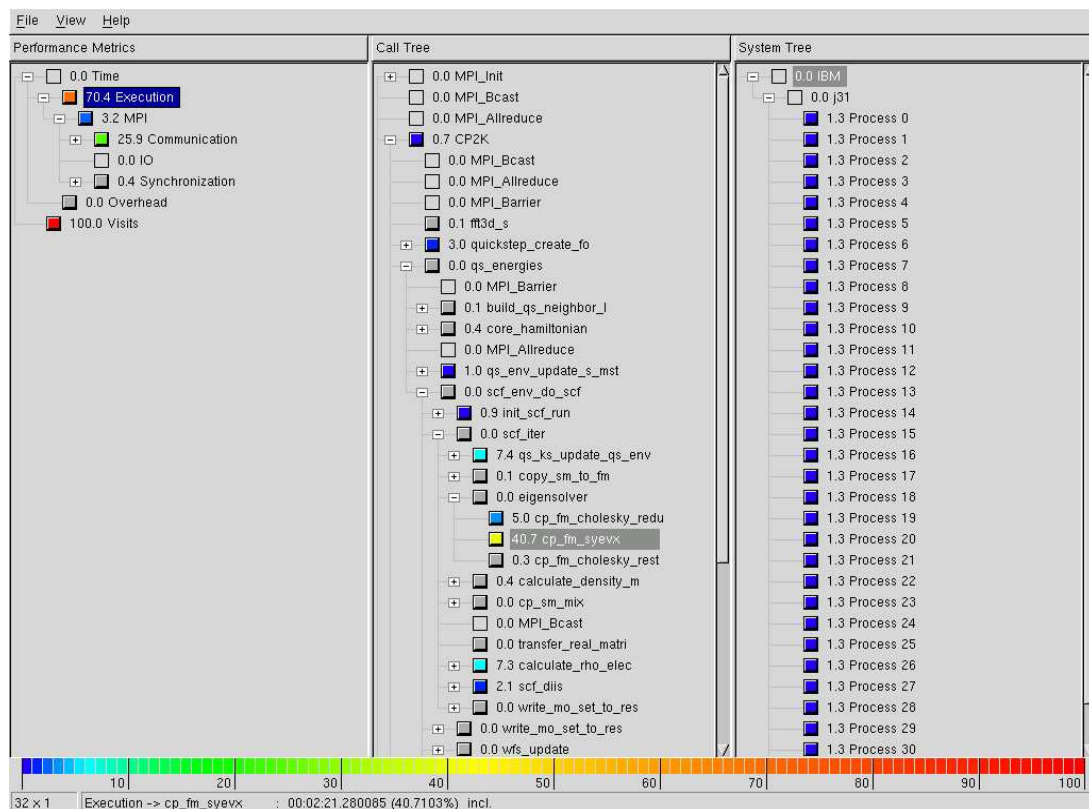 File View Help
Performance Metrics
0.0 Time
70.4 Execution
3.2 MPI
25.9 Communication
0.0 IO
0.4 Synchronization
0.0 Overhead
100.0 Visits
Call Tree
0.0 MPI_Init
0.0 MPI_Bcast
0.0 MPI_Allreduce
0.7 CP2K
0.0 MPI_Bcast
0.0 MPI_Allreduce
0.0 MPI_Barrier
0.1 fft3d_s
3.0 quickstep_create_fo
0.0 qs_energies
0.0 MPI_Barrier
0.1 build_qs_neighbor_l
0.4 core_hamiltonian
0.0 MPI_Allreduce
1.0 qs_env_update_s_mst
0.0 scf_env_do_scf
0.9 init_scf_run
0.0 scf_iter
7.4 qs_ks_update_qs_env
0.1 copy_sm_to_fm
0.0 eigensolver
5.0 cp_fm_cholesky_redu
40.7 cp_fm_syevx
0.3 cp_fm_cholesky_rest
0.4 calculate_density_m
0.0 cp_sm_mix
0.0 MPI_Bcast
0.0 transfer_real_matri
7.3 calculate_rho_elec
2.1 scf_diis
0.0 write_mo_set_to_res
0.0 write_mo_set_to_res
0.0 wfs_update
System Tree
0.0 IBM
0.0 j31
1.3 Process 0
1.3 Process 1
1.3 Process 2
1.3 Process 3
1.3 Process 4
1.3 Process 5
1.3 Process 6
1.3 Process 7
1.3 Process 8
1.3 Process 9
1.3 Process 10
1.3 Process 11
1.3 Process 12
1.3 Process 13
1.3 Process 14
1.3 Process 15
1.3 Process 16
1.3 Process 17
1.3 Process 18
1.3 Process 19
1.3 Process 20
1.3 Process 21
1.3 Process 22
1.3 Process 23
1.3 Process 24
1.3 Process 25
1.3 Process 26
1.3 Process 27
1.3 Process 28
1.3 Process 29
1.3 Process 30
0 10 20 30 40 50 60 70 80 90 100
32 x 1 Execution -> cp_fm_syevx : 00:02:21.280085 (40.7103%) incl.